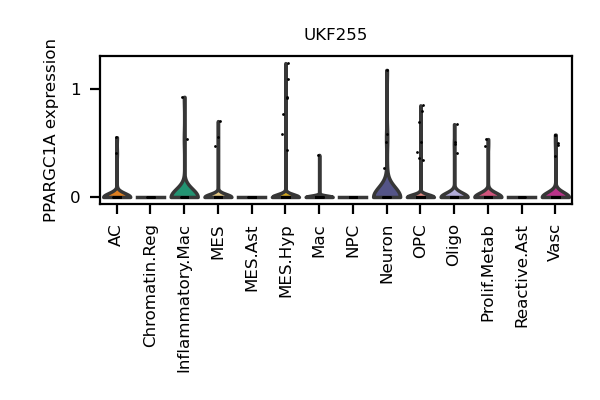 UKF255
PPARGC1A expression
1
0
AC
Chromatin.Reg
Inflammatory.Mac
MES
MES.Ast
MES.Hyp
Mac
NPC
Neuron
OPC
Oligo
Prolif.Metab
Reactive.Ast
Vasc